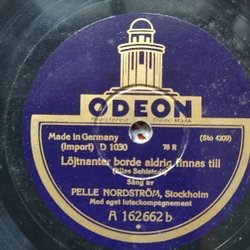 ODEON
Registered Trade Mark
Made in Germany (Sto 4209)
(Import) D 1030 78 R
Löjtnanter borde aldrig finnas till
(Elias Sehlstedt)
Sång av
PELLE NORDSTRÖM, Stockholm
Med eget lutackompagnement
A 162662 b